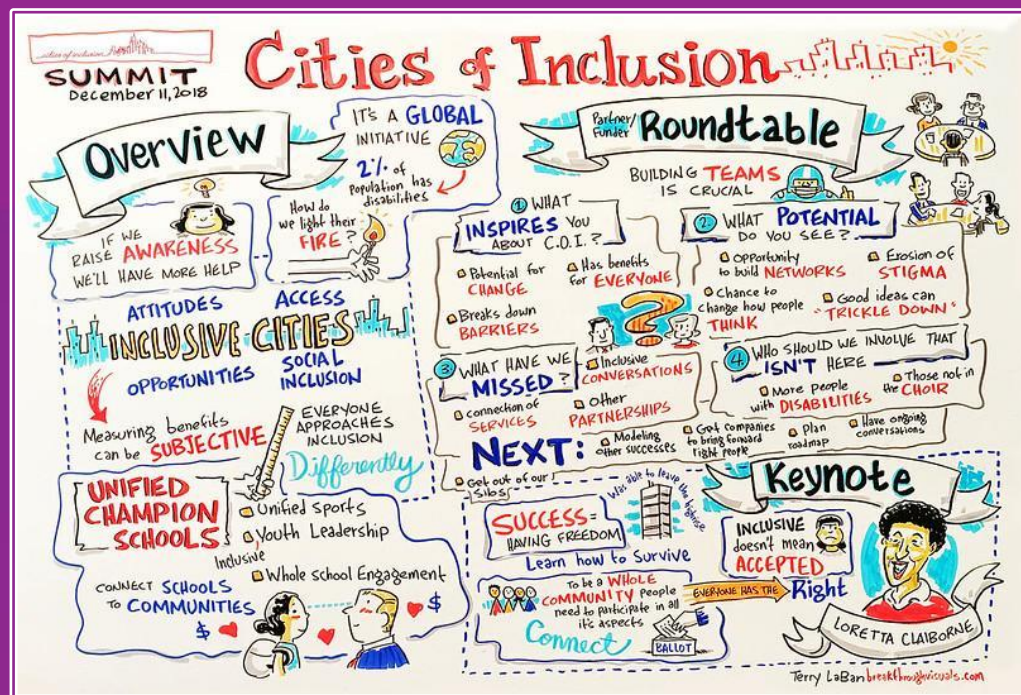 cities of inclusion
SUMMIT
December 11, 2018
Cities of Inclusion
Overview
IT'S A GLOBAL
INITIATIVE
2% of
Population has
disabilities
IF WE
RAISE AWARENESS
WE'LL HAVE MORE HELP
How do
we light their
FIRE?
ATTITUDES
ACCESS
INCLUSIVE CITIES
OPPORTUNITIES
SOCIAL
INCLUSION
Measuring benefits
can be SUBJECTIVE
EVERYONE
APPROACHES
INCLUSION
Differently
UNIFIED
CHAMPION
SCHOOLS
Unified sports
Inclusive
Youth Leadership
Whole school Engagement
CONNECT SCHOOLS
TO COMMUNITIES
$
$
Partner/
Funder
Roundtable
BUILDING TEAMS
IS CRUCIAL
1 WHAT
INSPIRES YOU
ABOUT C.O.I.?
Potential for
CHANGE
Has benefits
for EVERYONE
Breaks down
BARRIERS
?
2. WHAT POTENTIAL
DO YOU SEE?
Opportunity
to build NETWORKS
Erosion of
STIGMA
Chance to
change how people
THINK
Good ideas can
"TRICKLE DOWN"
3 WHAT HAVE WE
MISSED?
Inclusive
CONVERSATIONS
connection of
SERVICES
Other
PARTNERSHIPS
4. WHO SHOULD WE INVOLVE THAT
ISN'T HERE
More people
with DISABILITIES
Those not in
the CHOIR
NEXT:
Modeling
other successes
Get companies
to bring forward
right people
plan
roadmap
Have ongoing
conversations
Get out of our
silos
SUCCESS =
HAVING FREEDOM
Was able to leave the highrise
Learn how to Survive
To be a WHOLE
COMMUNITY people
need to participate in all
it's aspects
Connect
BALLOT
EVERYONE HAS THE
Right
Keynote
INCLUSIVE
doesn't mean
ACCEPTED
LORETTA CLAIBORNE
Terry LaBan breakthroughvisuals.com